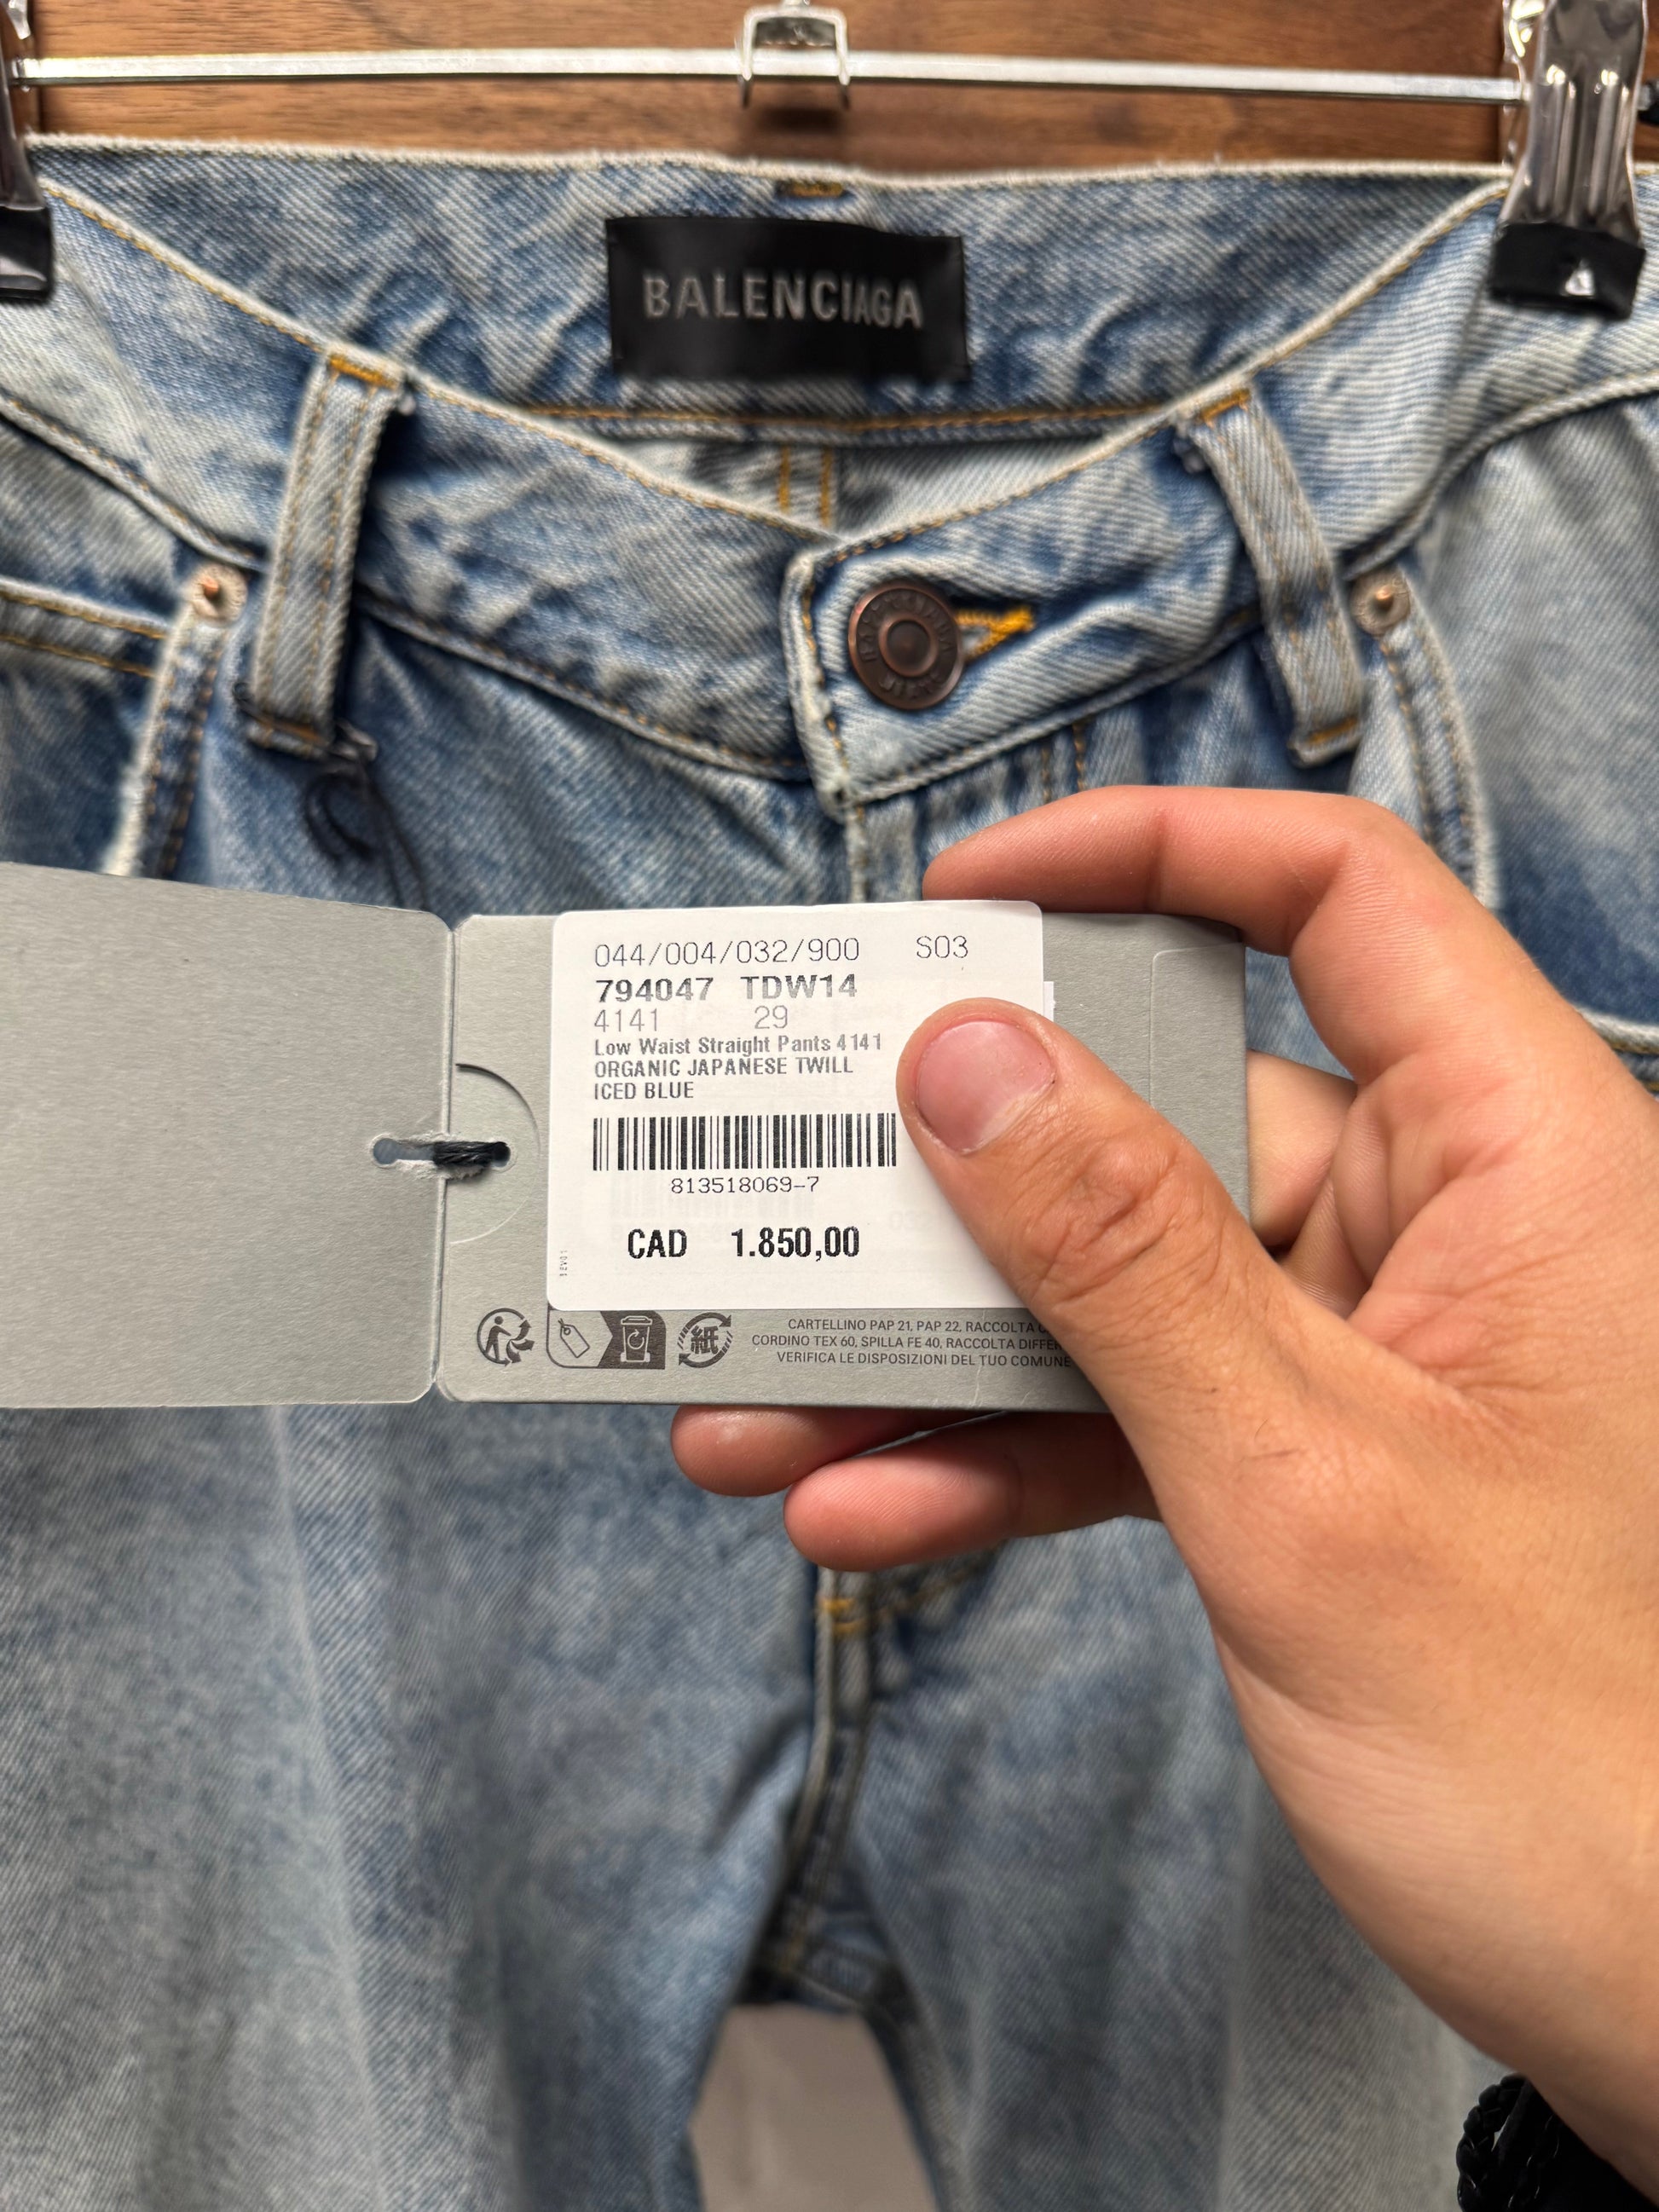 BALENCIAGA
044/004/032/900 S03
794047 TDW14
4141 29
Low Waist Straight Pants 4141
ORGANIC JAPANESE TWILL
ICED BLUE
813518069-7
CAD 1.850,00
紙
CARTELLINO PAP 21, PAP 22, RACCOLTA
CORDINO TEX 60, SPILLA FE 40, RACCOLTA
VERIFICA LE DISPOSIZIONI DEL TUO COMUNE